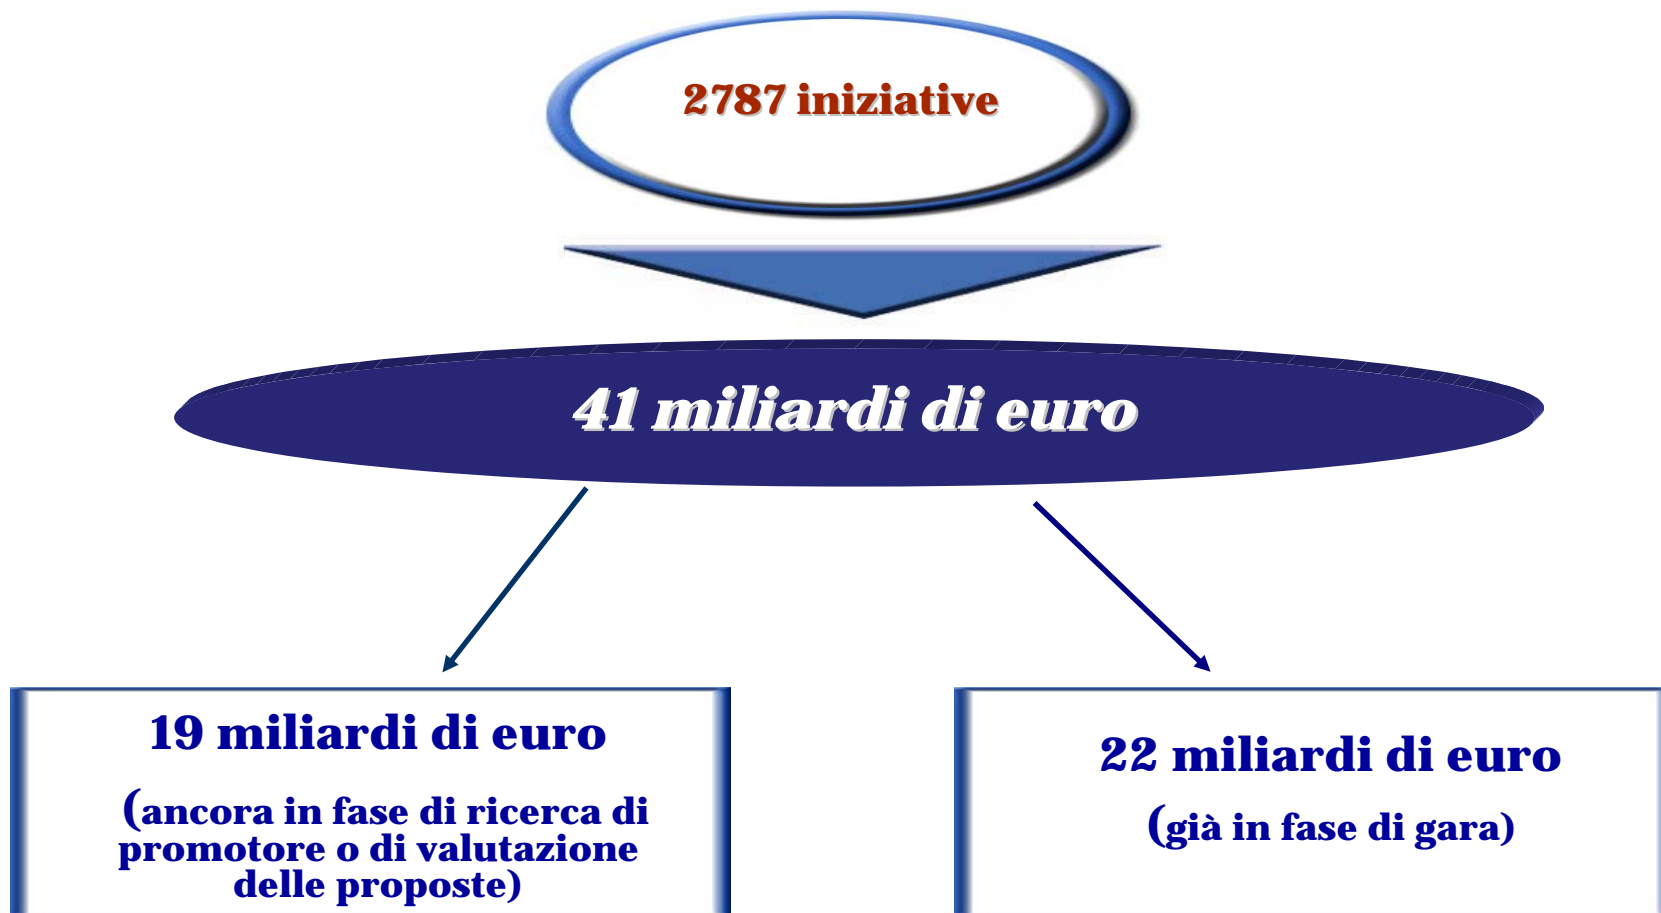 2787 iniziative
41 miliardi di euro
19 miliardi di euro
(ancora in fase di ricerca di
promotore o di valutazione
delle proposte)
22 miliardi di euro
(già in fase di gara)